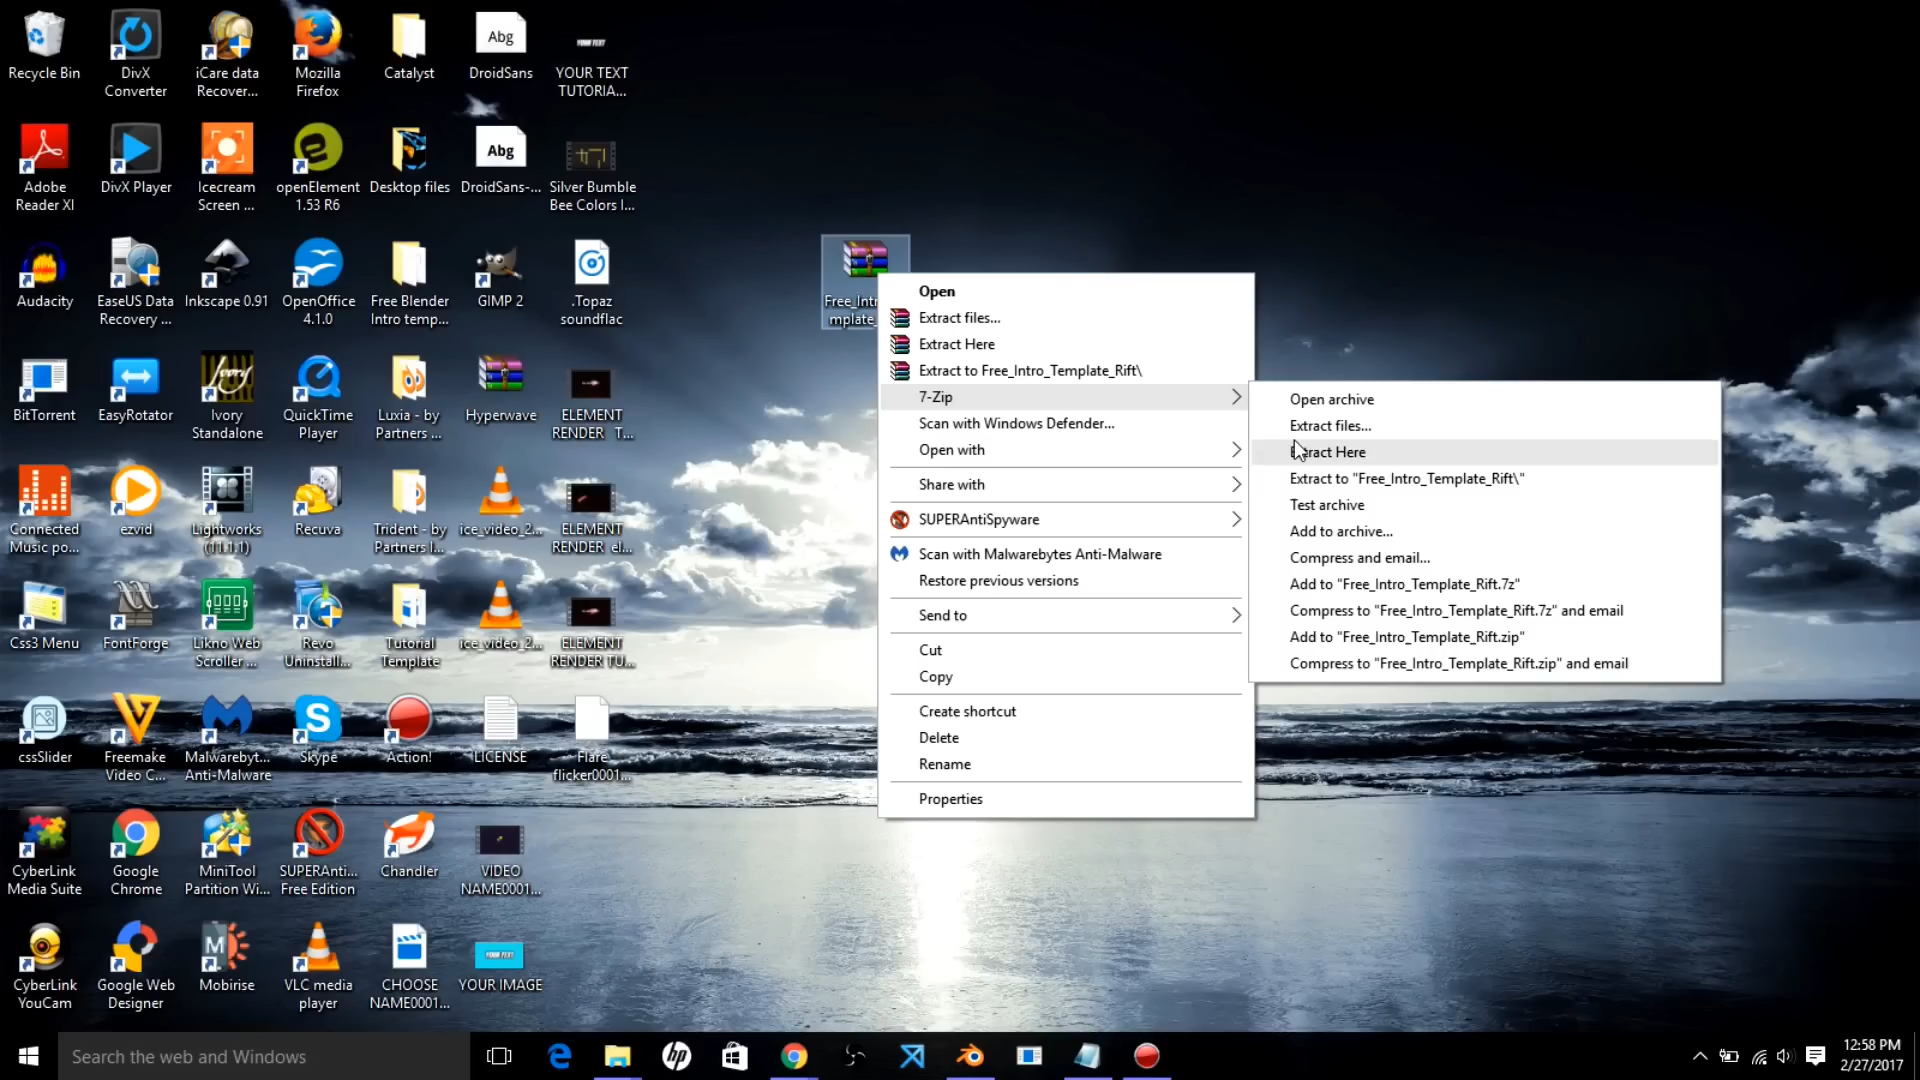 Recycle Bin
DivX
Converter
iCare data
Recover...
Mozilla
Firefox
Catalyst
Abg
DroidSans
YOUR TEXT
YOUR TEXT
TUTORIA...
Adobe
Reader XI
DivX Player
Icecream
Screen ...
openElement
1.53 R6
Desktop files
Abg
DroidSans-...
Silver Bumble
Bee Colors I...
Audacity
EaseUS Data
Recovery ...
Inkscape 0.91
OpenOffice
4.1.0
Free Blender
Intro temp...
GIMP 2
.Topaz
soundflac
BitTorrent
EasyRotator
Ivory
Ivory
Standalone
QuickTime
Player
Luxia - by
Partners ...
Hyperwave
ELEMENT
RENDER T...
Connected
Music po...
ezvid
Lightworks
(11.1.1)
Recuva
Trident - by
Partners I...
ice_video_2...
ELEMENT
RENDER el...
Css3 Menu
FontForge
Likno Web
Scroller ...
Revo
Uninstall...
Tutorial
Template
ice_video_2...
ELEMENT
RENDER TU...
cssSlider
Freemake
Video C...
Malwarebyt...
Anti-Malware
Skype
Action!
LICENSE
Flare
flicker0001...
CyberLink
Media Suite
Google
Chrome
MiniTool
Partition Wi...
SUPERAnti...
Free Edition
Chandler
VIDEO
NAME0001...
CyberLink
YouCam
Google Web
Designer
M
Mobirise
VLC media
player
CHOOSE
NAME0001...
YOUR TEXT
YOUR IMAGE
Open
Extract files...
Extract Here
Extract to Free_Intro_Template_Rift\
7-Zip
Scan with Windows Defender...
Open with
Share with
SUPERAntiSpyware
Scan with Malwarebytes Anti-Malware
Restore previous versions
Send to
Cut
Copy
Create shortcut
Delete
Rename
Properties
Open archive
Extract files...
Extract Here
Extract to "Free_Intro_Template_Rift\"
Test archive
Add to archive...
Compress and email...
Add to "Free_Intro_Template_Rift.7z"
Compress to "Free_Intro_Template_Rift.7z" and email
Add to "Free_Intro_Template_Rift.zip"
Compress to "Free_Intro_Template_Rift.zip" and email
Search the web and Windows
hp
12:58 PM
2/27/2017